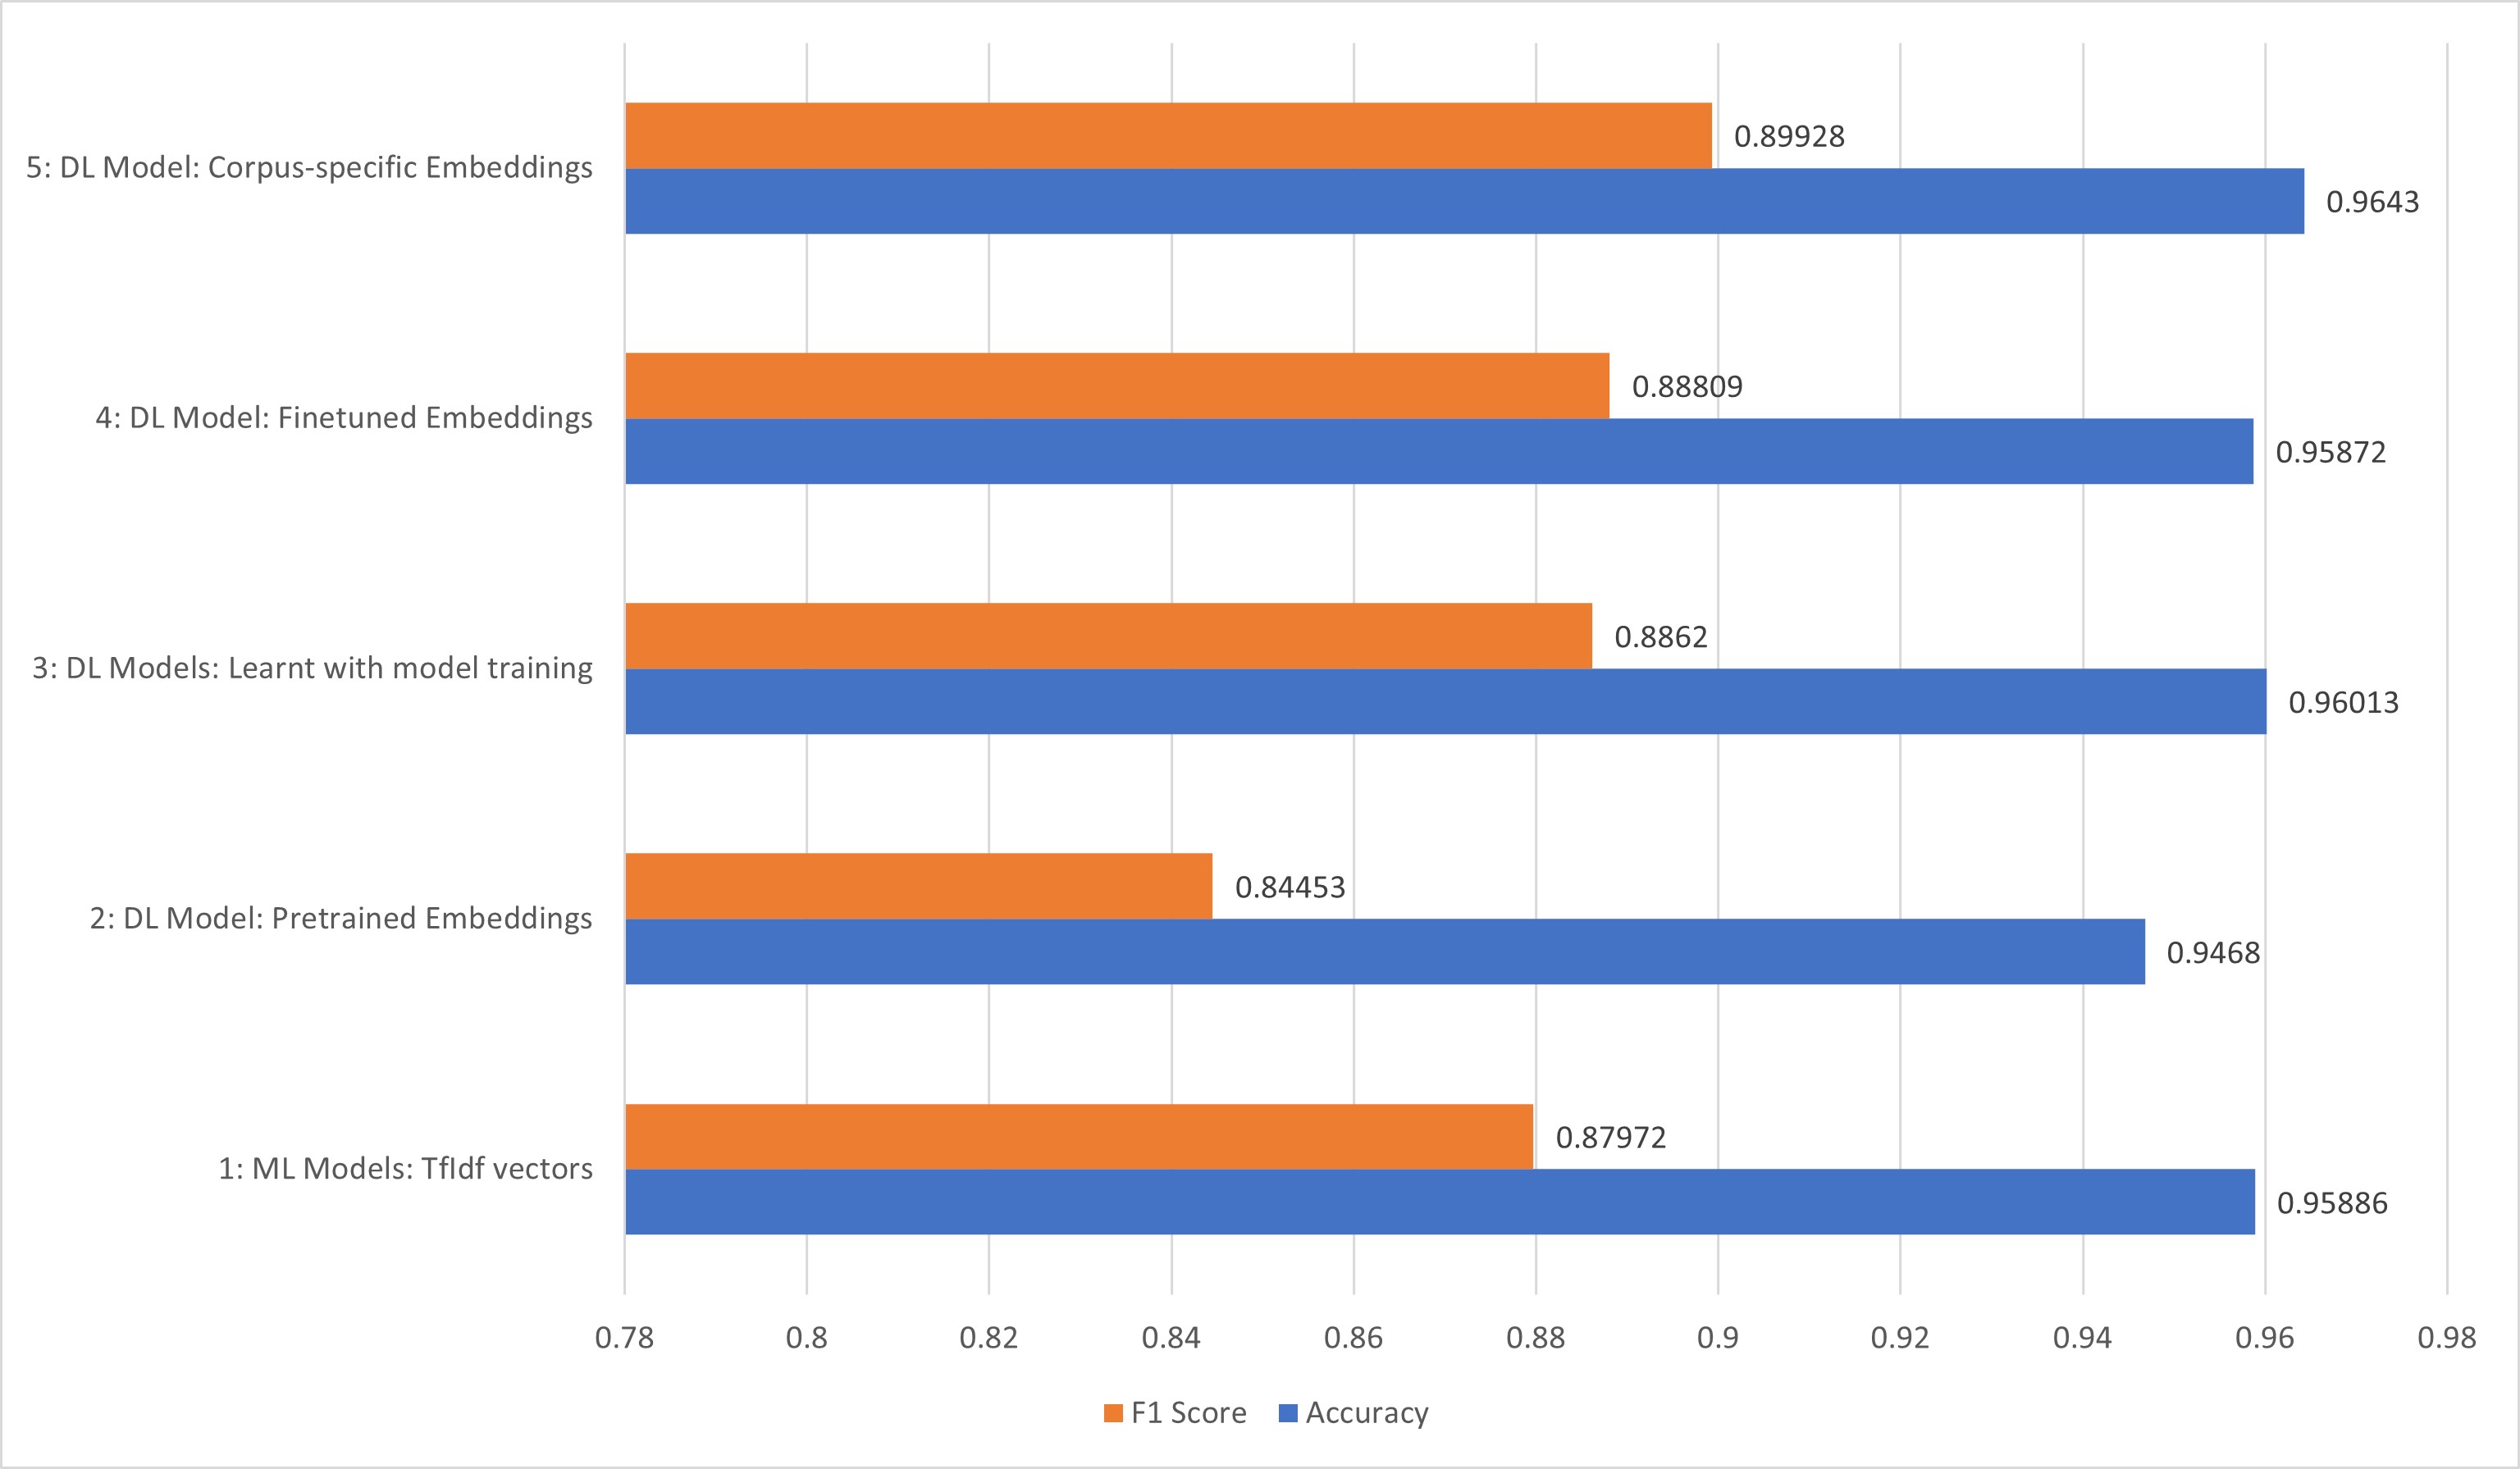 5: DL Model: Corpus-specific Embeddings
0.89928
0.9643
4: DL Model: Finetuned Embeddings
0.88809
0.95872
3: DL Models: Learnt with model training
0.8862
0.96013
2: DL Model: Pretrained Embeddings
0.84453
0.9468
1: ML Models: TfIdf vectors
0.87972
0.95886
0.78 0.8 0.82 0.84 0.86 0.88 0.9 0.92 0.94 0.96 0.98
F1 Score Accuracy